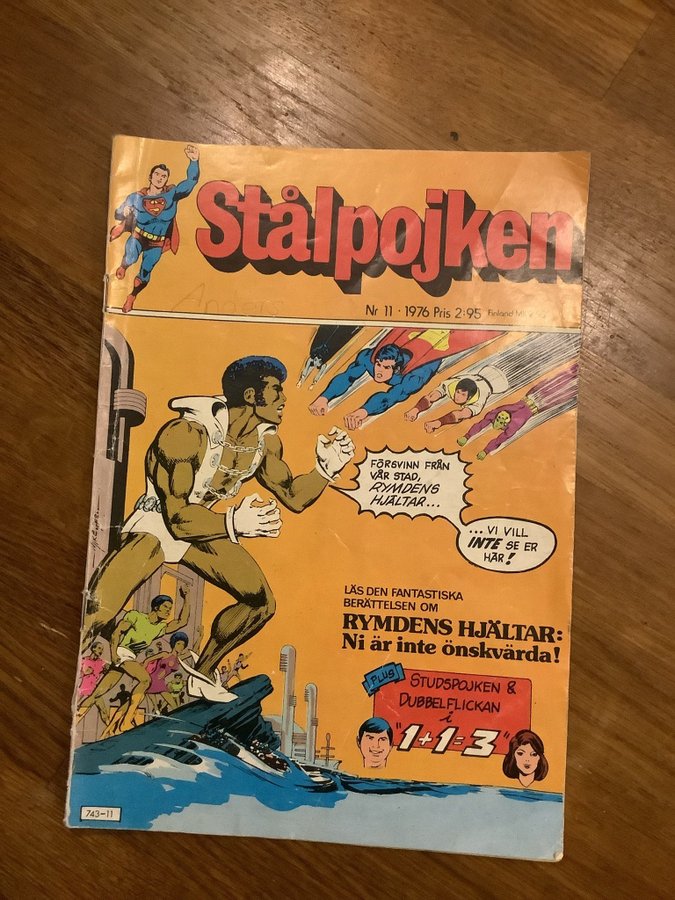 Stålpojken
Nr 11 · 1976 Pris 2:95 Finland
FÖRSVINN FRÅN
VÅR STAD,
RYMDENS
HJÄLTAR...
...VI VILL
INTE SE ER
HÄR!
LÄS DEN FANTASTISKA
BERÄTTELSEN OM
RYMDENS HJÄLTAR:
Ni är inte önskvärda!
PLUS
STUDSPOJKEN &
DUBBELFLICKAN
i
"1+1=3"
743-11